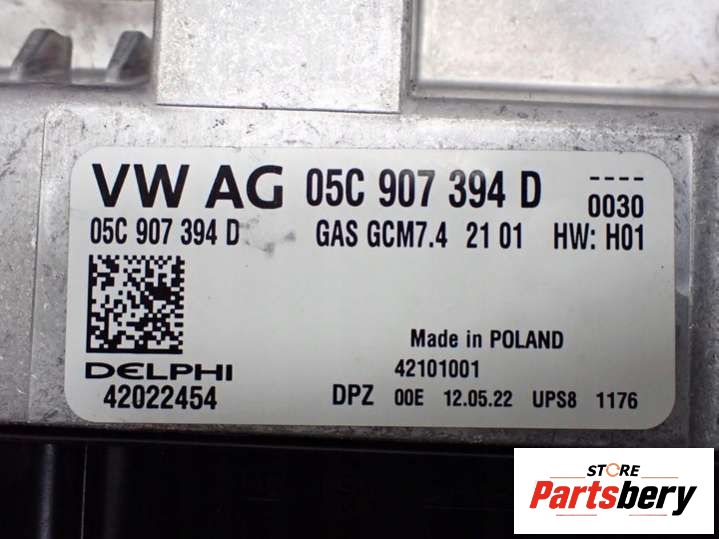 VW AG 05C 907 394 D ----
0030
05C 907 394 D GAS GCM7.4 21 01 HW: H01
Made in POLAND
DELPHI 42101001
42022454 DPZ 00E 12.05.22 UPS8 1176
STORE
Partsbery